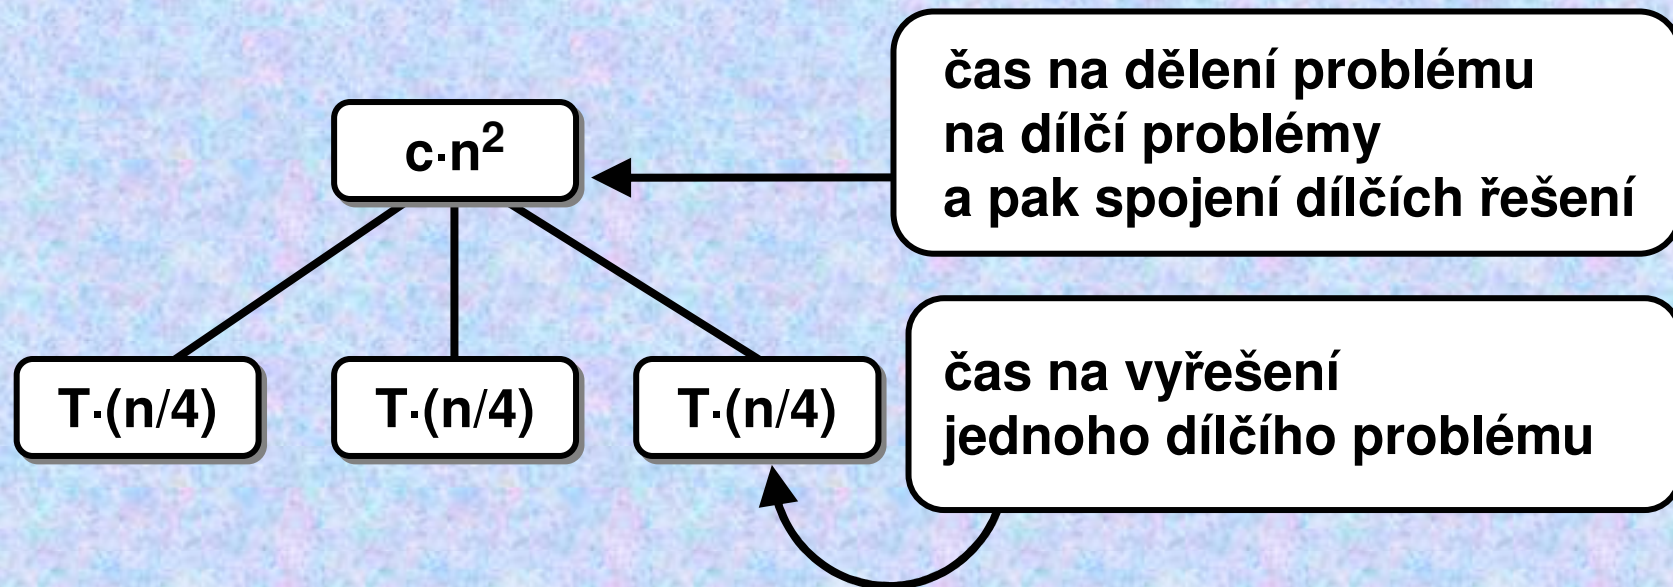 čas na dělení problému
na dílčí problémy
a pak spojení dílčích řešení
c·n²
T·(n/4)
T·(n/4)
T·(n/4)
čas na vyřešení
jednoho dílčího problému